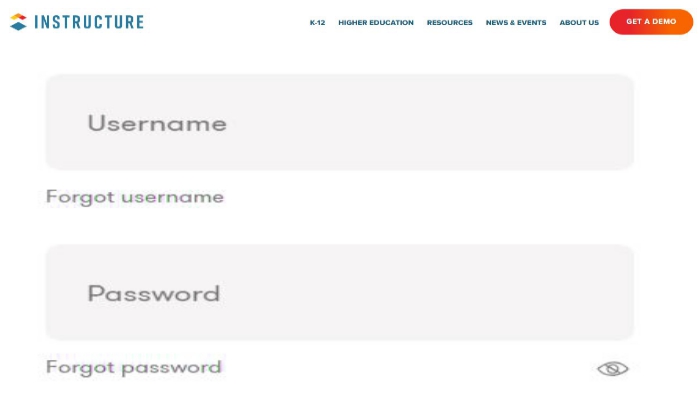 INSTRUCTURE K-12 HIGHER EDUCATION RESOURCES NEWS & EVENTS ABOUT US GET A DEMO
Username
Forgot username
Password
Forgot password